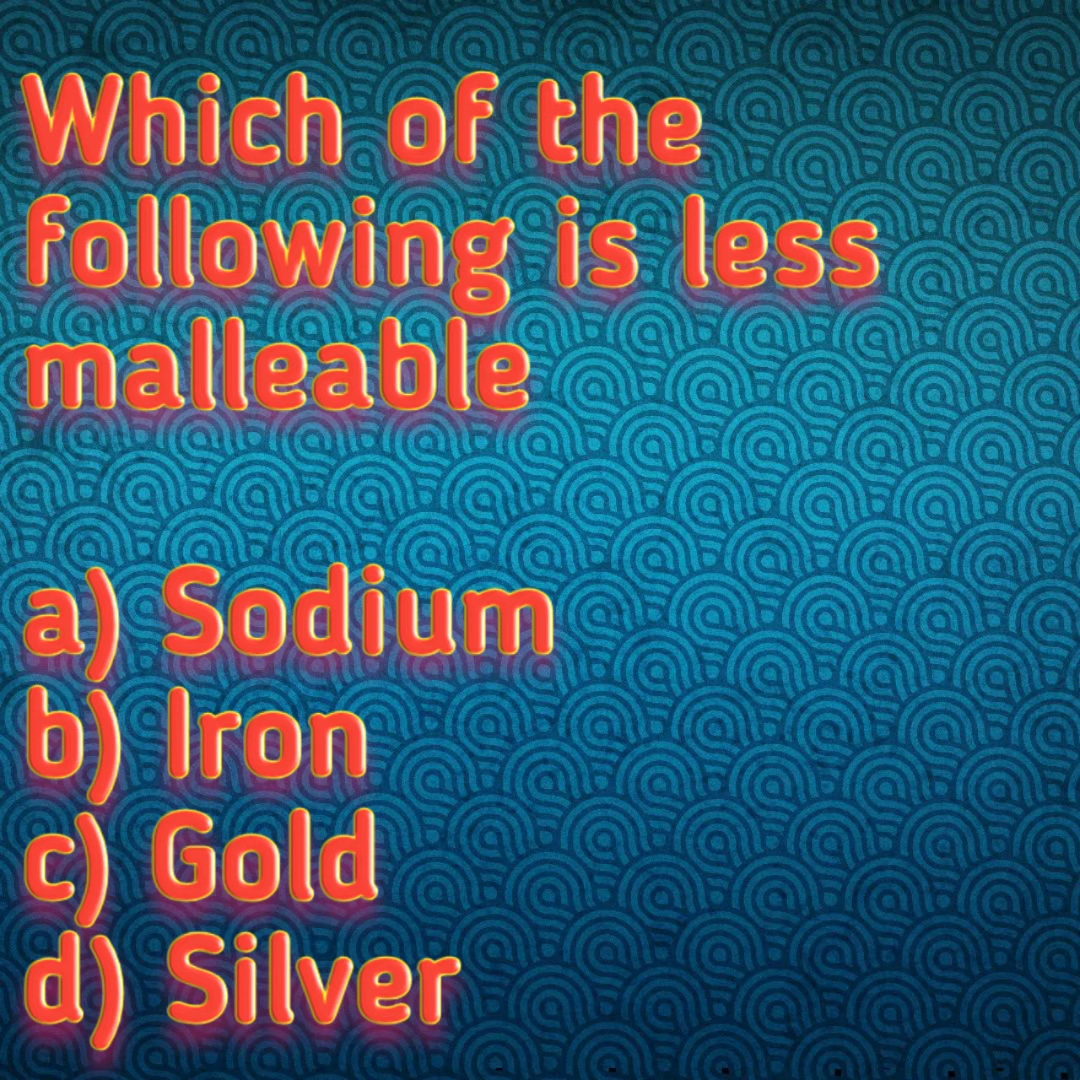 Which of the
following is less
malleable
a) Sodium
b) Iron
c) Gold
d) Silver